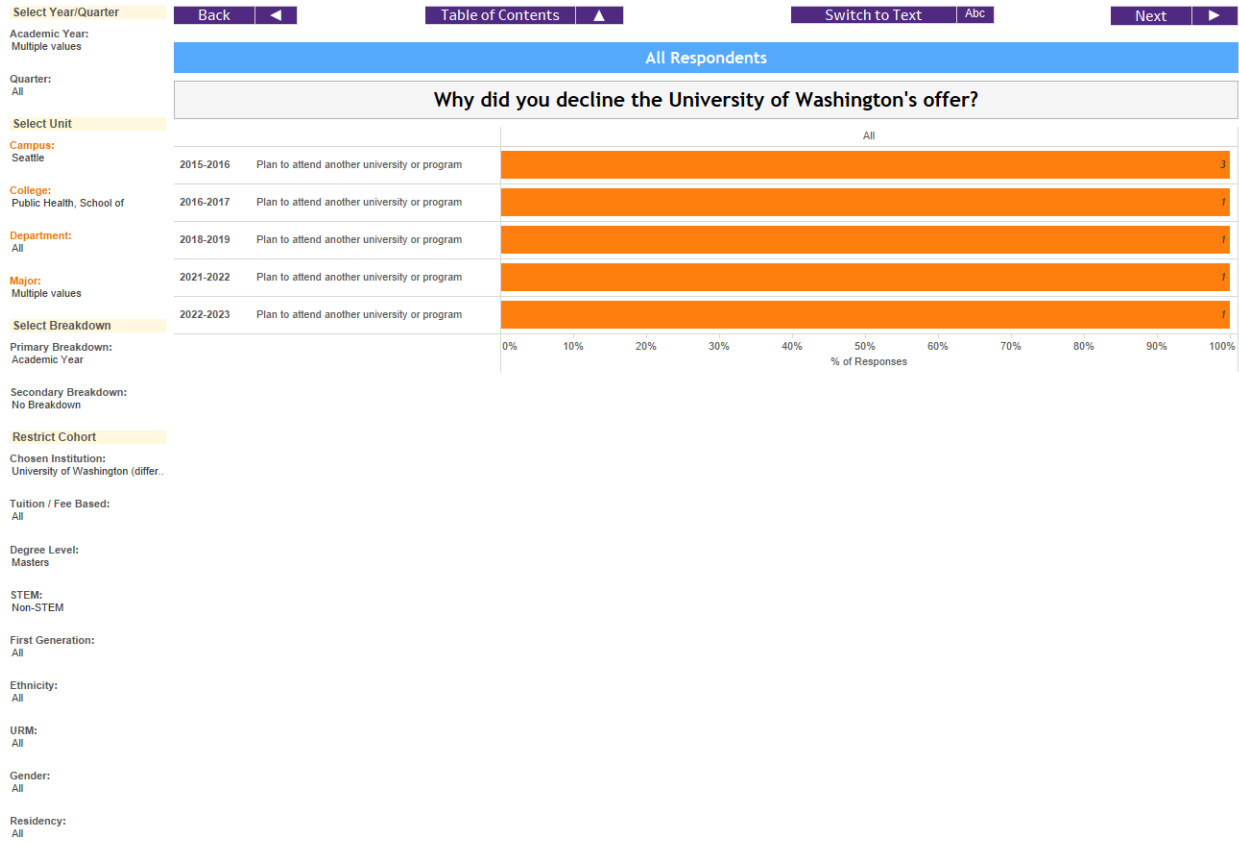 Select Year/Quarter
Academic Year:
Multiple values
Quarter:
All
Select Unit
Campus:
Seattle
College:
Public Health, School of
Department:
All
Major:
Multiple values
Select Breakdown
Primary Breakdown:
Academic Year
Secondary Breakdown:
No Breakdown
Restrict Cohort
Chosen Institution:
University of Washington (differ..
Tuition / Fee Based:
All
Degree Level:
Masters
STEM:
Non-STEM
First Generation:
All
Ethnicity:
All
URM:
All
Gender:
All
Residency:
All
Back ◄ Table of Contents ▲ Switch to Text Abc Next ►
All Respondents
Why did you decline the University of Washington's offer?
All
2015-2016 Plan to attend another university or program 3
2016-2017 Plan to attend another university or program 1
2018-2019 Plan to attend another university or program 1
2021-2022 Plan to attend another university or program 1
2022-2023 Plan to attend another university or program 1
0% 10% 20% 30% 40% 50% 60% 70% 80% 90% 100%
% of Responses